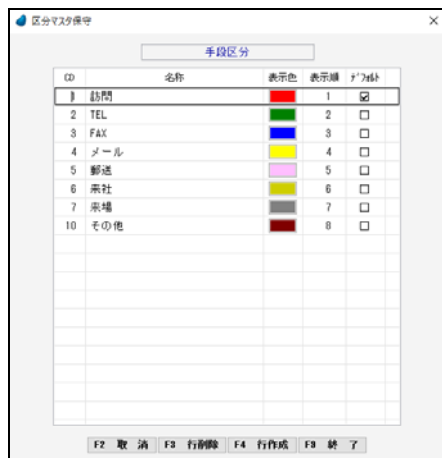 区分マスタ保守
手段区分
CD 名称 表示色 表示順 ﾃﾞﾌｫﾙﾄ
1 訪問 1
2 TEL 2
3 FAX 3
4 メール 4
5 郵送 5
6 来社 6
7 来場 7
10 その他 8
F2 取 消 F3 行削除 F4 行作成 F9 終 了